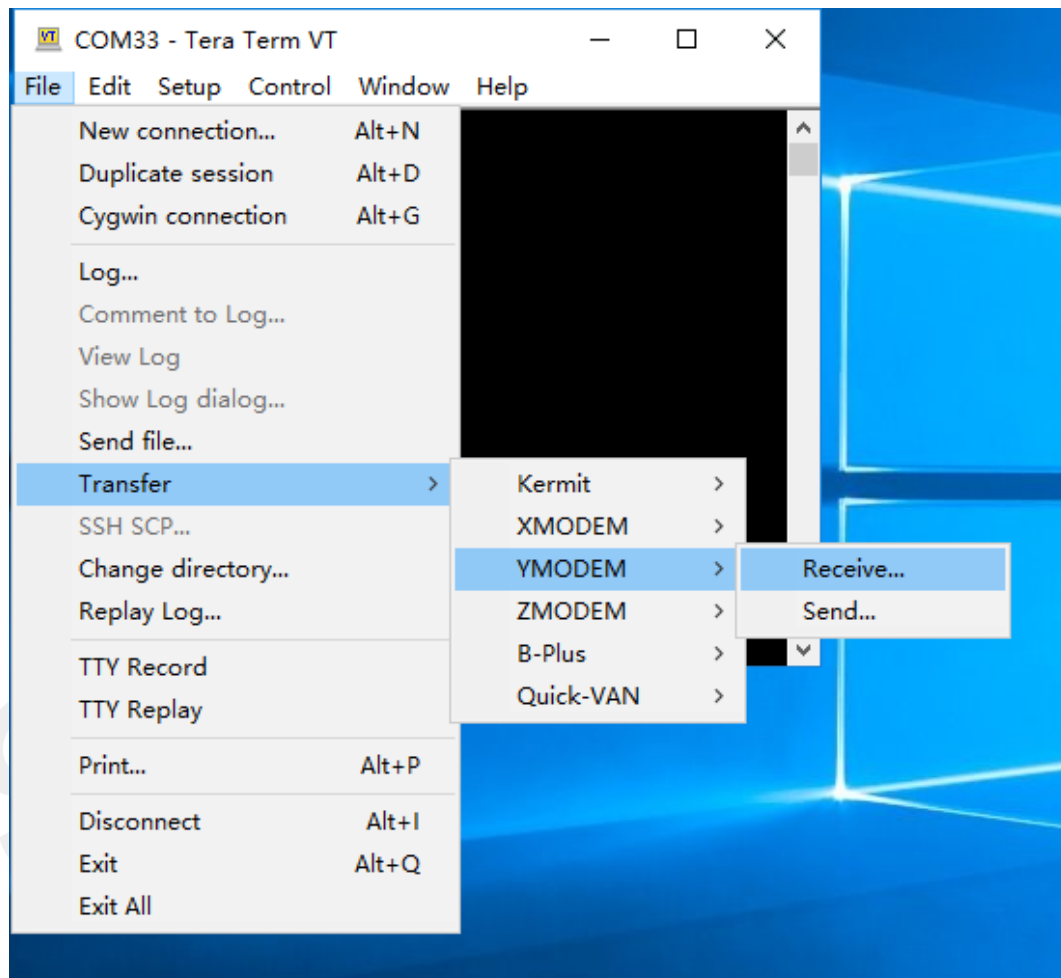 COM33 - Tera Term VT
File Edit Setup Control Window Help
New connection... Alt+N
Duplicate session Alt+D
Cygwin connection Alt+G
Log...
Comment to Log...
View Log
Show Log dialog...
Send file...
Transfer
SSH SCP...
Change directory...
Replay Log...
TTY Record
TTY Replay
Print... Alt+P
Disconnect Alt+I
Exit Alt+Q
Exit All
Kermit
XMODEM
YMODEM
ZMODEM
B-Plus
Quick-VAN
Receive...
Send...